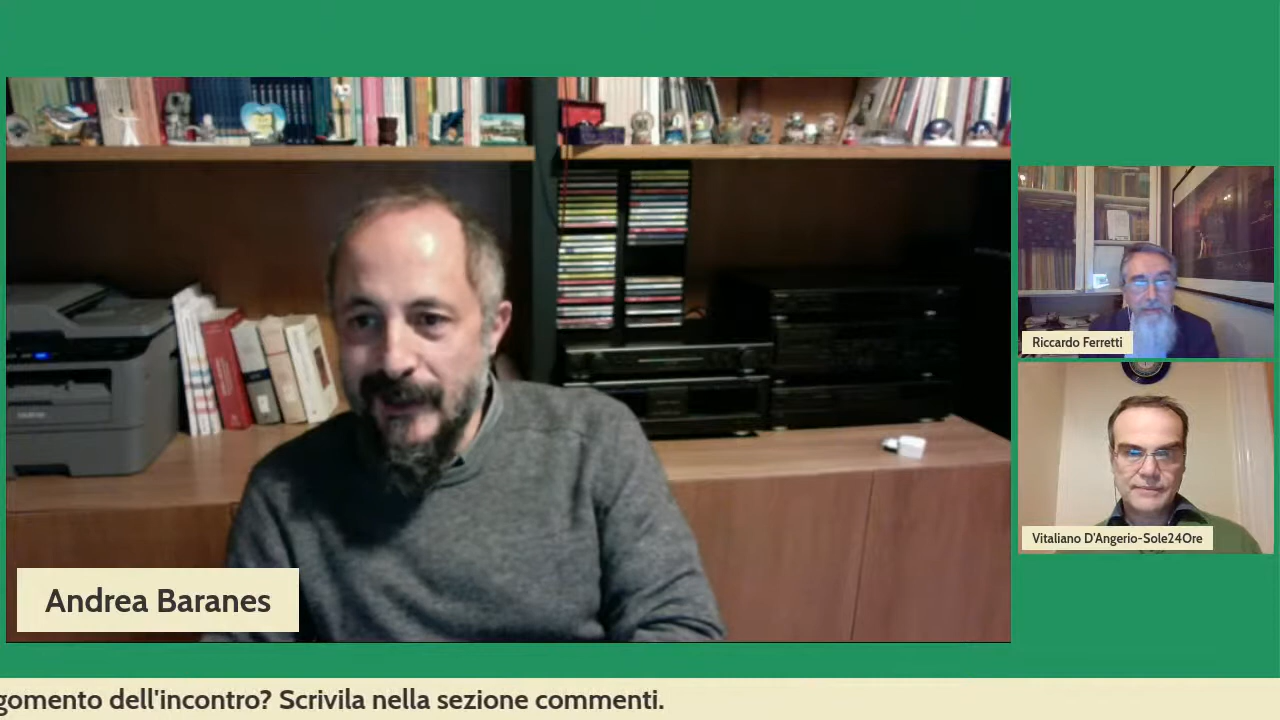 Riccardo Ferretti
Vitaliano D'Angerio-Sole24Ore
Andrea Baranes
gomento dell'incontro? Scrivila nella sezione commenti.